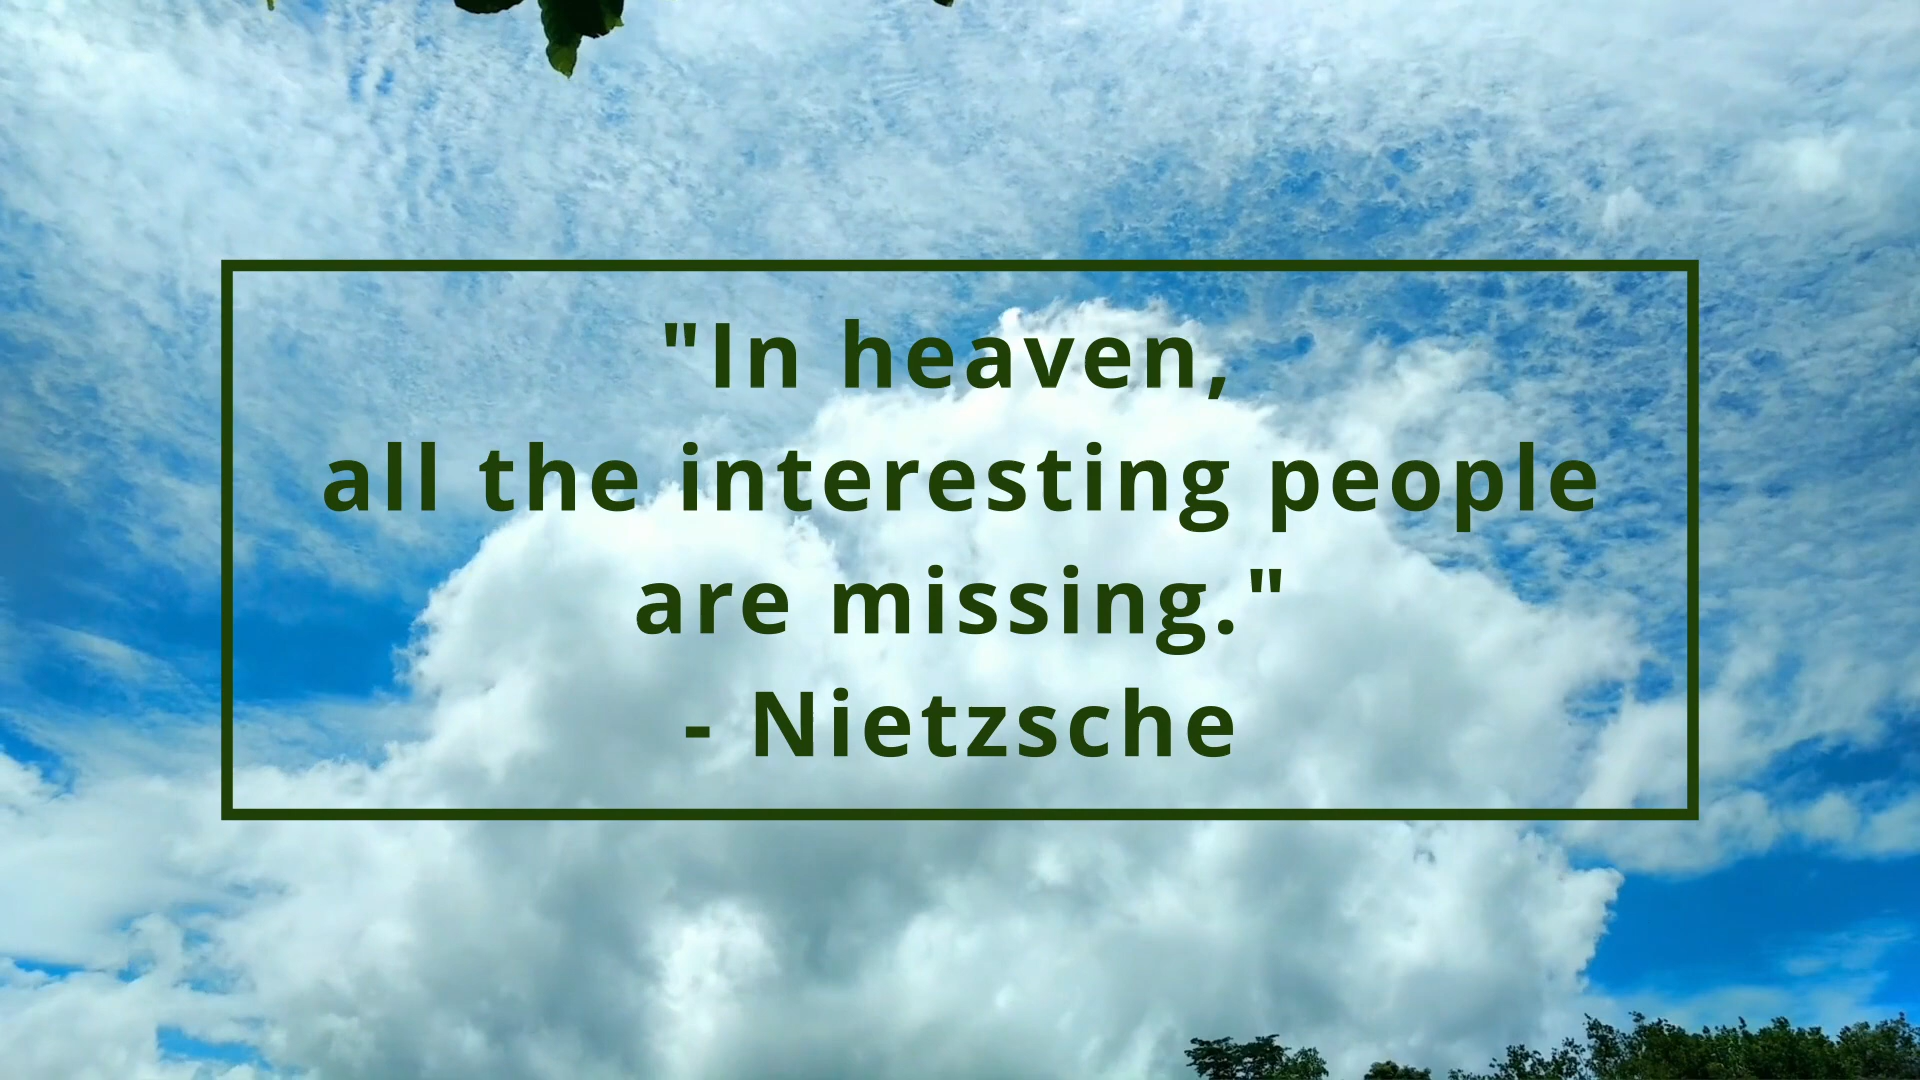 "In heaven,
all the interesting people
are missing."
- Nietzsche